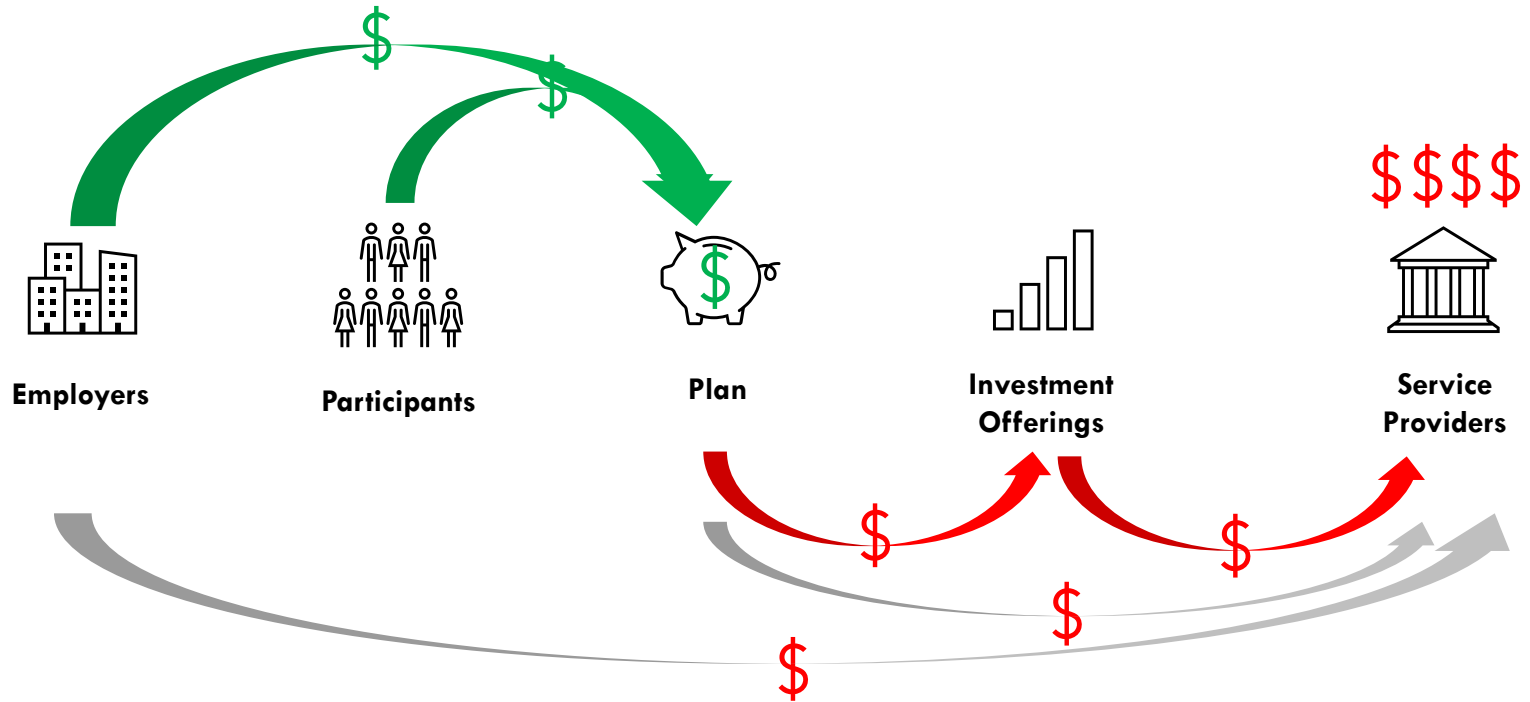 $
$
$ $ $ $
$
Employers
Participants
Plan
Investment
Offerings
Service
Providers
$
$
$
$